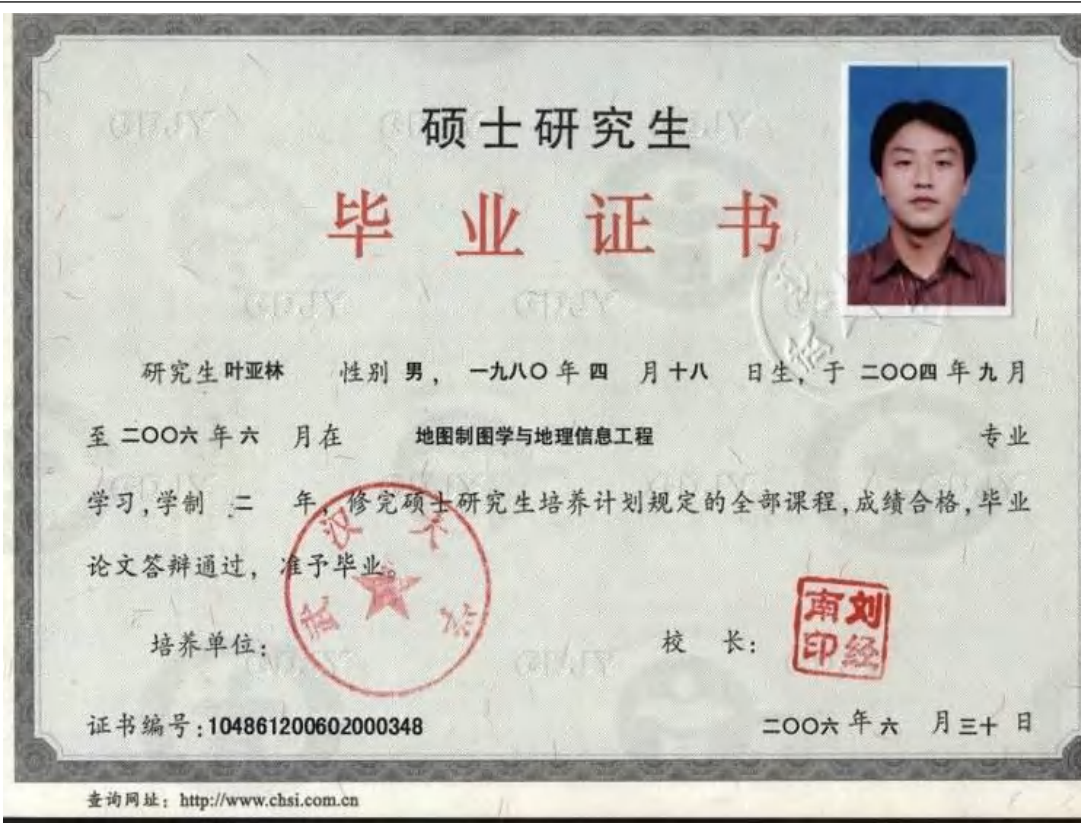 硕士研究生
毕业证书
研究生 叶亚林 性别 男, 一九八〇 年 四 月 十八 日生, 于 二〇〇四 年 九 月
至 二〇〇六 年 六 月在 地图制图学与地理信息工程 专业
学习,学制 二 年, 修完硕士研究生培养计划规定的全部课程,成绩合格,毕业
论文答辩通过, 准予毕业。
武汉大学
培养单位: 校 长: 刘经南印
证书编号:104861200602000348 二〇〇六 年 六 月 三十 日
查询网址: http://www.chsi.com.cn